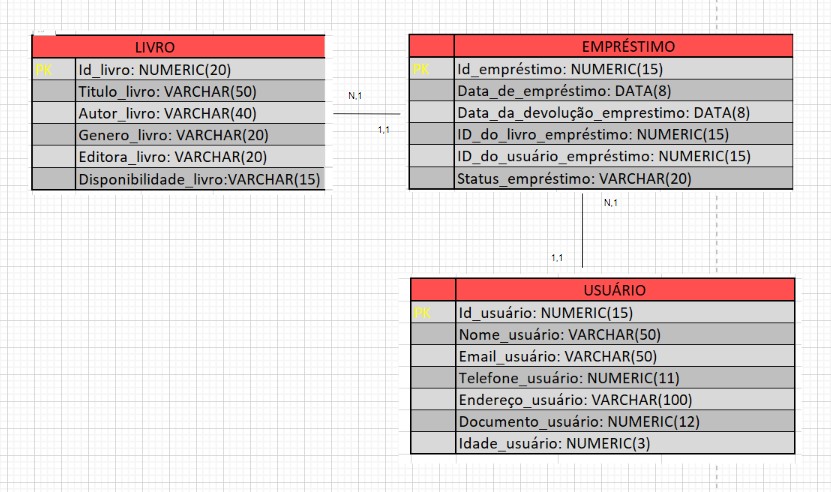 LIVRO
PK Id_livro: NUMERIC(20)
Titulo_livro: VARCHAR(50)
Autor_livro: VARCHAR(40)
Genero_livro: VARCHAR(20)
Editora_livro: VARCHAR(20)
Disponibilidade_livro:VARCHAR(15)
N,1
1,1
EMPRÉSTIMO
PK Id_empréstimo: NUMERIC(15)
Data_de_empréstimo: DATA(8)
Data_da_devolução_emprestimo: DATA(8)
ID_do_livro_empréstimo: NUMERIC(15)
ID_do_usuário_empréstimo: NUMERIC(15)
Status_empréstimo: VARCHAR(20)
N,1
1,1
USUÁRIO
PK Id_usuário: NUMERIC(15)
Nome_usuário: VARCHAR(50)
Email_usuário: VARCHAR(50)
Telefone_usuário: NUMERIC(11)
Endereço_usuário: VARCHAR(100)
Documento_usuário: NUMERIC(12)
Idade_usuário: NUMERIC(3)